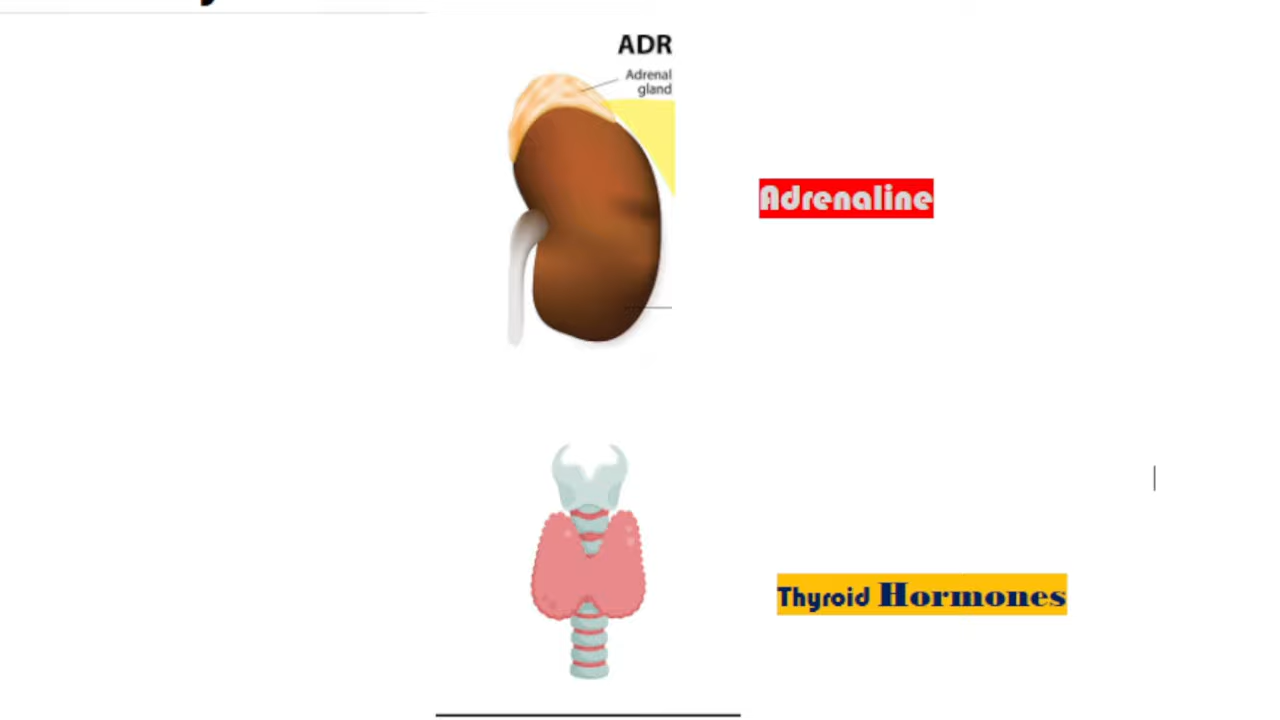 ADR
Adrenal
gland
Adrenaline
Thyroid Hormones